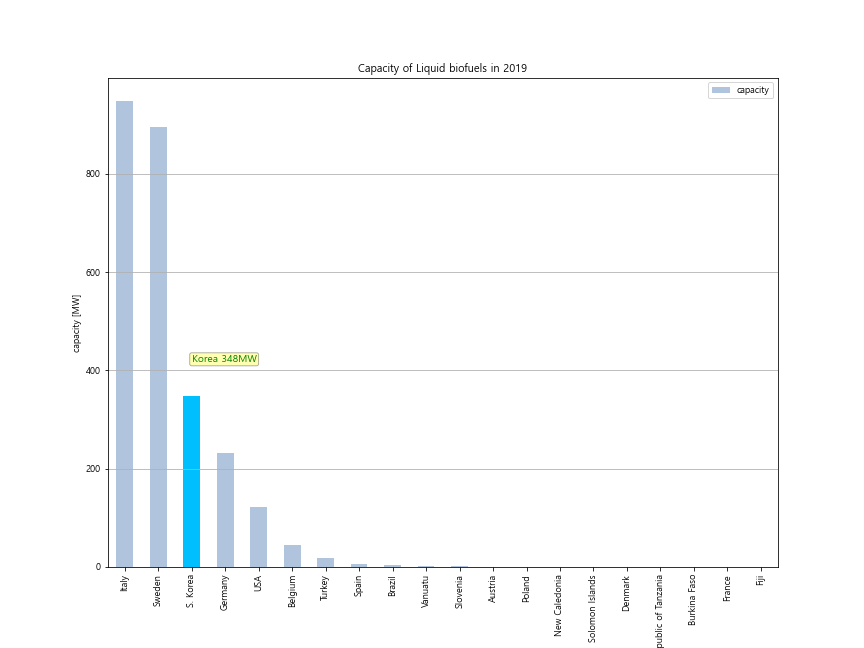 Capacity of Liquid biofuels in 2019
capacity
800
600
400
200
0
capacity [MW]
Korea 348MW
Italy
Sweden
S. Korea
Germany
USA
Belgium
Turkey
Spain
Brazil
Vanuatu
Slovenia
Austria
Poland
New Caledonia
Solomon Islands
Denmark
public of Tanzania
Burkina Faso
France
Fiji